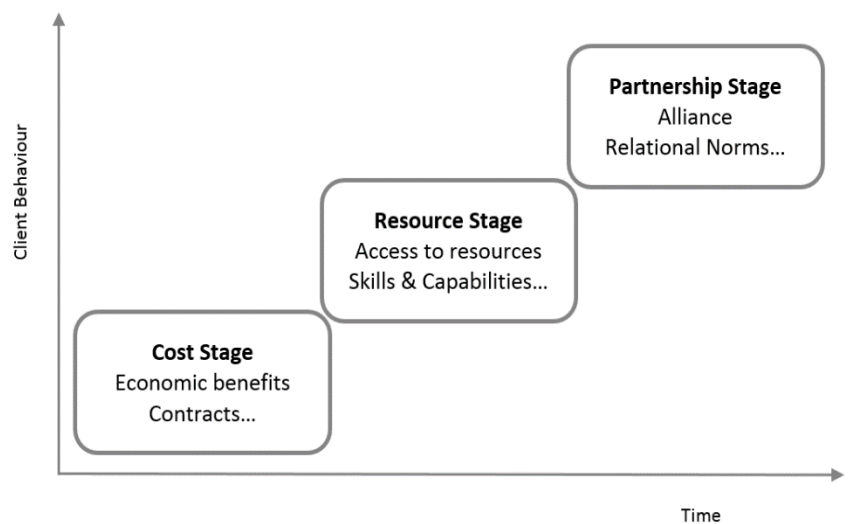 Client Behaviour
Partnership Stage
Alliance
Relational Norms...
Resource Stage
Access to resources
Skills & Capabilities...
Cost Stage
Economic benefits
Contracts...
Time